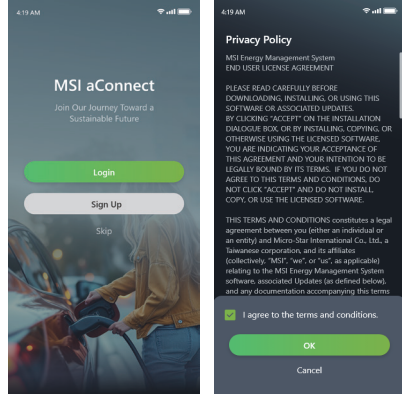 4:19 AM
MSI aConnect
Join Our Journey Toward a
Sustainable Future
Login
Sign Up
Skip
4:19 AM
Privacy Policy
MSI Energy Management System
END USER LICENSE AGREEMENT
PLEASE READ CAREFULLY BEFORE
DOWNLOADING, INSTALLING, OR USING THIS
SOFTWARE OR ASSOCIATED UPDATES.
BY CLICKING "ACCEPT" ON THE INSTALLATION
DIALOGUE BOX, OR BY INSTALLING, COPYING, OR
OTHERWISE USING THE LICENSED SOFTWARE,
YOU ARE INDICATING YOUR ACCEPTANCE OF
THIS AGREEMENT AND YOUR INTENTION TO BE
LEGALLY BOUND BY ITS TERMS. IF YOU DO NOT
AGREE TO THIS TERMS AND CONDITIONS, DO
NOT CLICK "ACCEPT" AND DO NOT INSTALL,
COPY, OR USE THE LICENSED SOFTWARE.
THIS TERMS AND CONDITIONS constitutes a legal
agreement between you (either an individual or
an entity) and Micro-Star International Co., Ltd., a
Taiwanese corporation, and its affiliates
(collectively, "MSI", "we", or "us", as applicable)
relating to the MSI Energy Management System
software, associated Updates (as defined below),
and any documentation accompanying this terms
I agree to the terms and conditions.
OK
Cancel